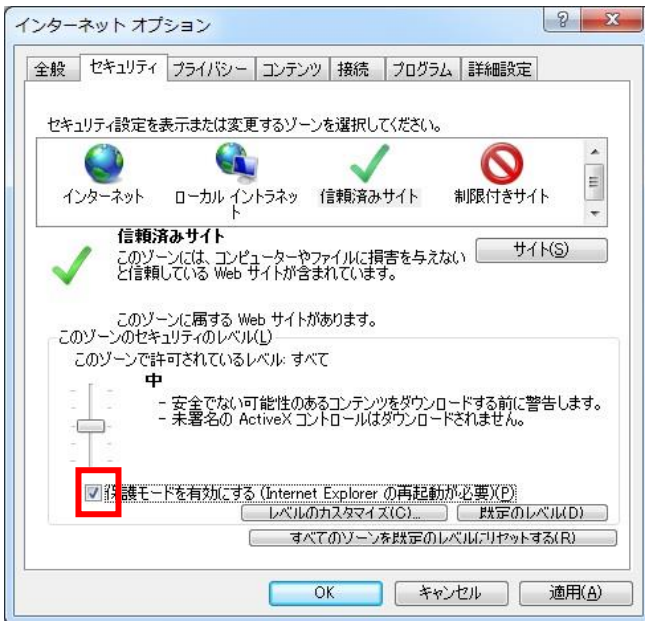 インターネット オプション
全般 セキュリティ プライバシー コンテンツ 接続 プログラム 詳細設定
セキュリティ設定を表示または変更するゾーンを選択してください。
インターネット ローカル イントラネット 信頼済みサイト 制限付きサイト
信頼済みサイト
このゾーンには、コンピューターやファイルに損害を与えない
と信頼している Web サイトが含まれています。
サイト(S)
このゾーンに属する Web サイトがあります。
このゾーンのセキュリティのレベル(L)
このゾーンで許可されているレベル: すべて
中
- 安全でない可能性のあるコンテンツをダウンロードする前に警告します。
- 未署名の ActiveX コントロールはダウンロードされません。
保護モードを有効にする (Internet Explorer の再起動が必要)(P)
レベルのカスタマイズ(C)... 既定のレベル(D)
すべてのゾーンを既定のレベルにリセットする(R)
OK キャンセル 適用(A)